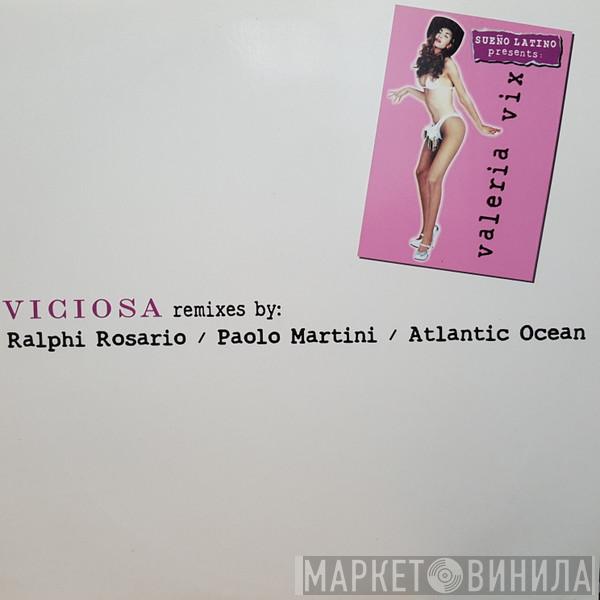 SUEÑO LATINO
presents:
valeria vix
VICIOSA remixes by:
Ralphi Rosario / Paolo Martini / Atlantic Ocean
МАРКЕТ ВИНИЛА